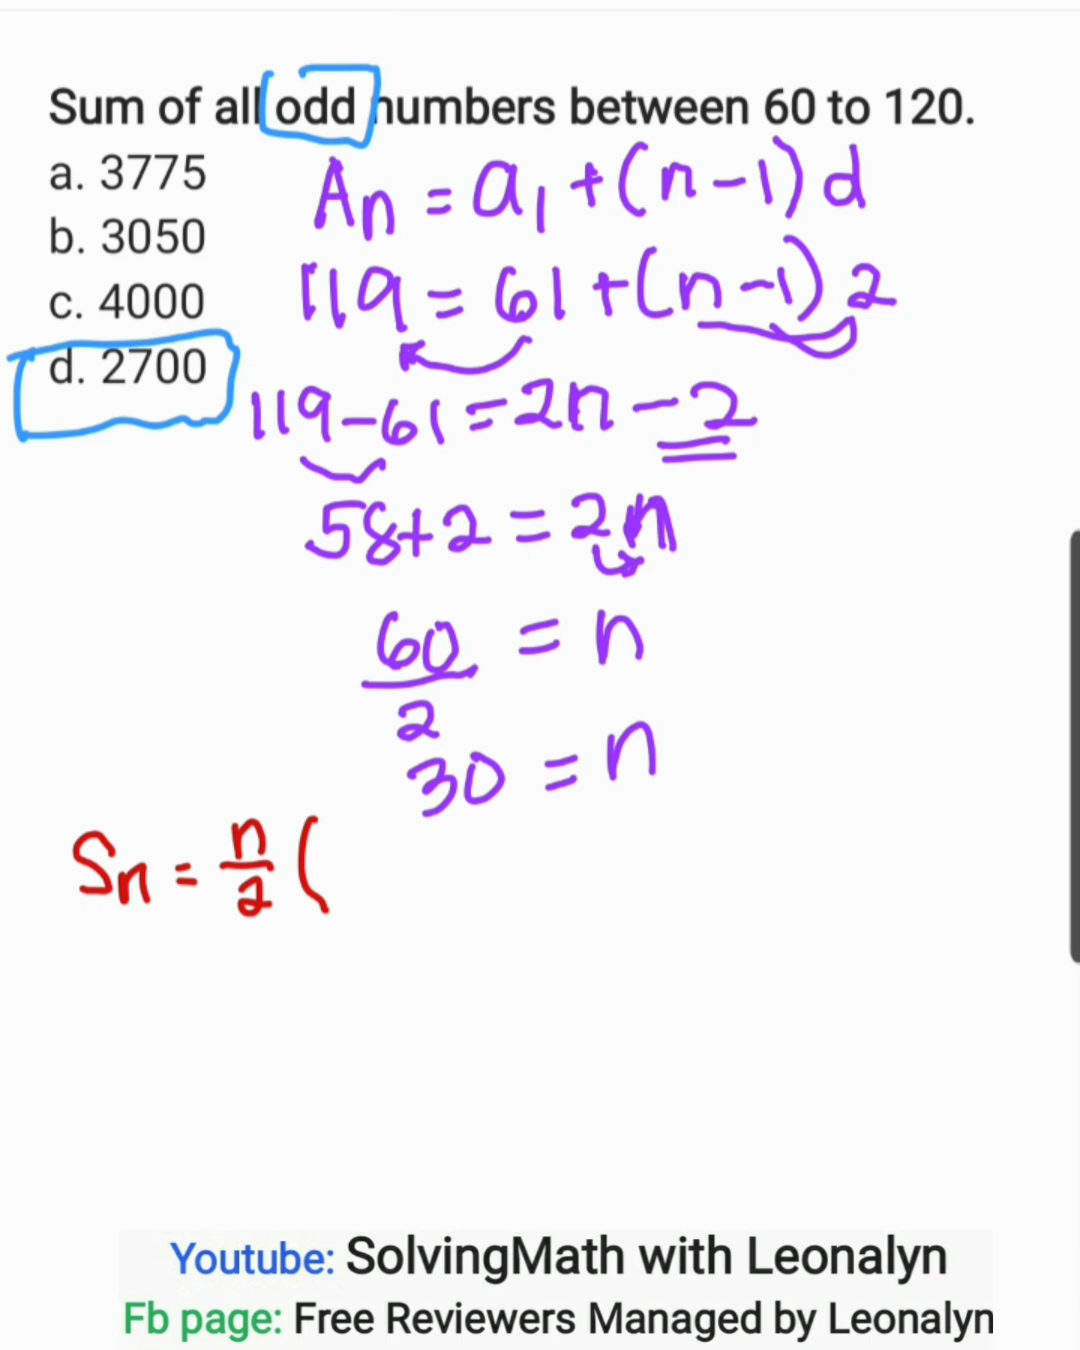 Sum of all odd numbers between 60 to 120.
a. 3775
b. 3050
c. 4000
d. 2700
An = a₁ + (n-1) d
119 = 61 + (n-1) 2
119-61 = 2n - 2
58+2 = 2n
60/2 = n
30 = n
Sn = n/2 (
Youtube: SolvingMath with Leonalyn
Fb page: Free Reviewers Managed by Leonalyn